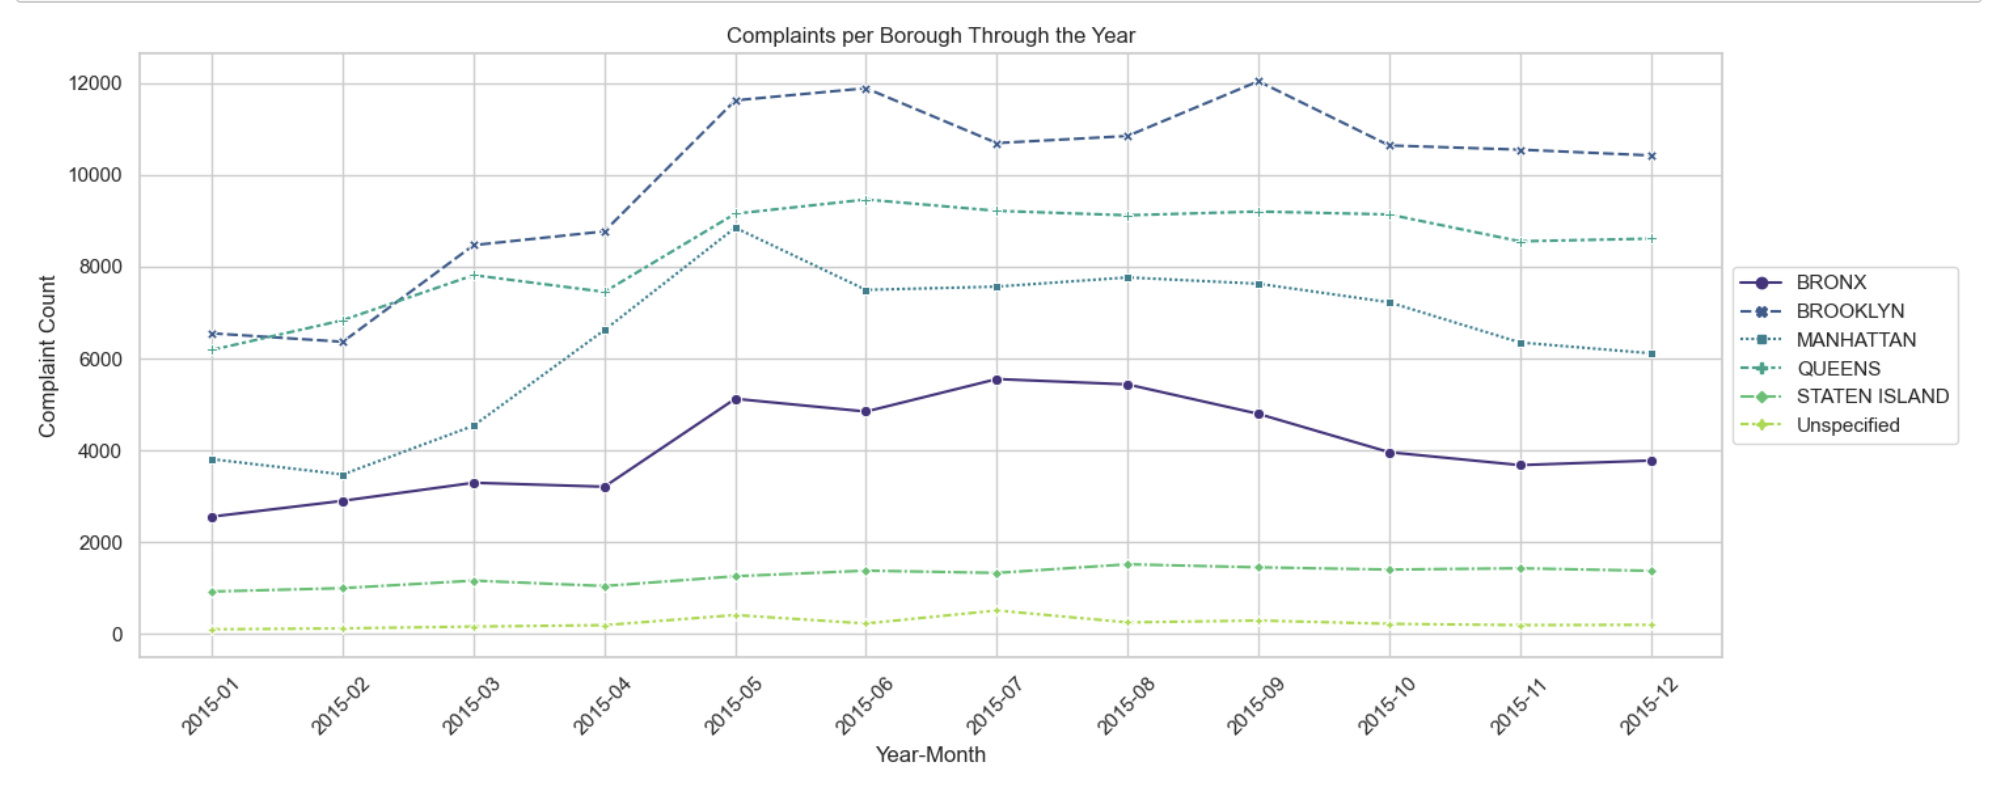 Complaints per Borough Through the Year
12000
10000
8000
6000
4000
2000
0
Complaint Count
2015-01
2015-02
2015-03
2015-04
2015-05
2015-06
2015-07
2015-08
2015-09
2015-10
2015-11
2015-12
Year-Month
BRONX
BROOKLYN
MANHATTAN
QUEENS
STATEN ISLAND
Unspecified